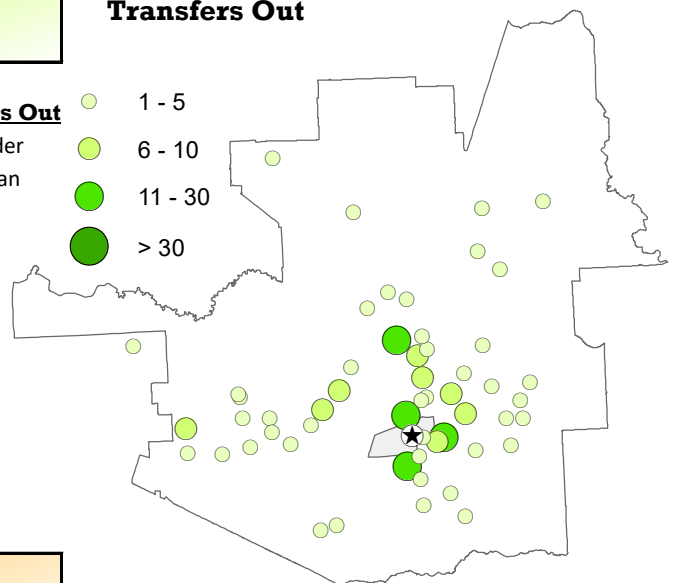 Transfers Out
s Out
der
an
1 - 5
6 - 10
11 - 30
> 30